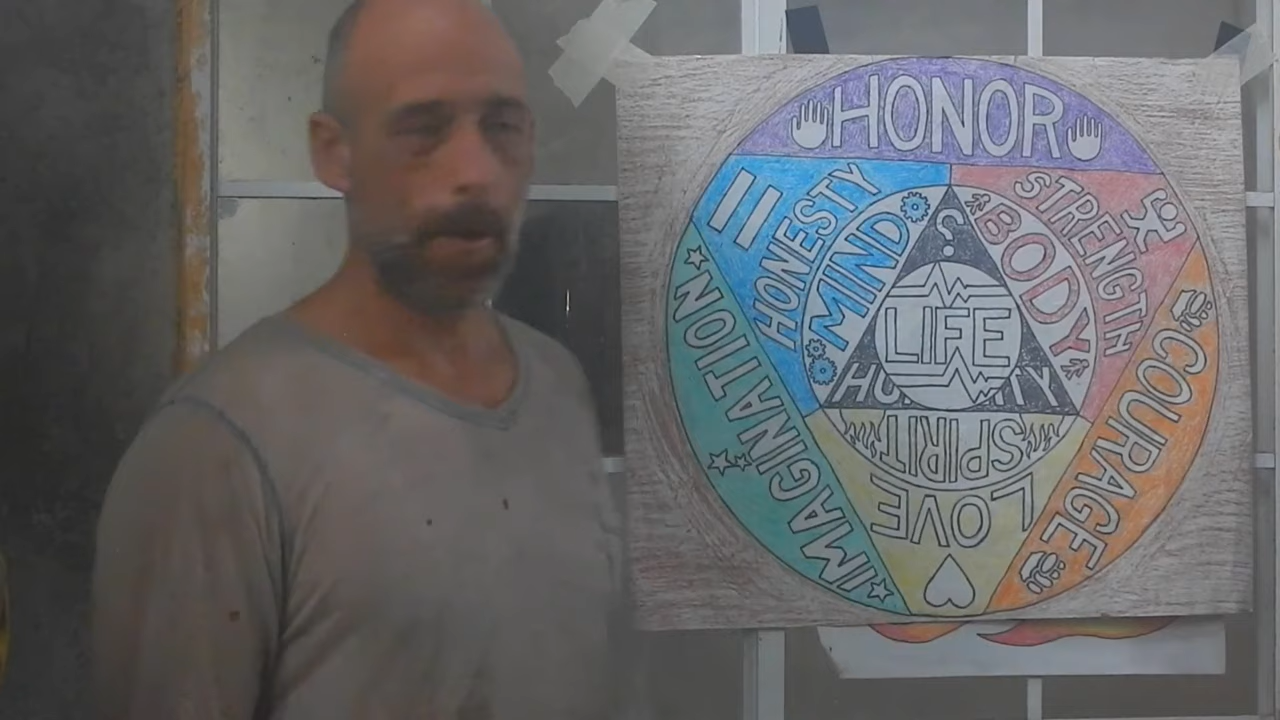 HONOR
HONESTY
STRENGTH
MIND
?
BODY
LIFE
IMAGINATION
COURAGE
SPIRIT
LOVE